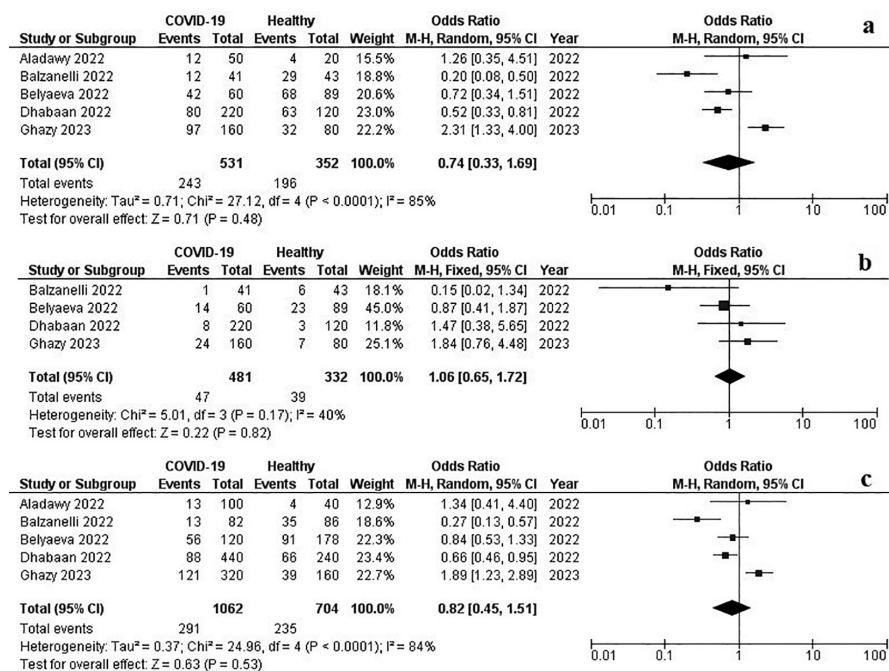 COVID-19 Healthy Odds Ratio Odds Ratio a
Study or Subgroup Events Total Events Total Weight M-H, Random, 95% CI Year M-H, Random, 95% CI
Aladawy 2022 12 50 4 20 15.5% 1.26 [0.35, 4.51] 2022
Balzanelli 2022 12 41 29 43 18.8% 0.20 [0.08, 0.50] 2022
Belyaeva 2022 42 60 68 89 20.5% 0.72 [0.34, 1.51] 2022
Dhabaan 2022 80 220 63 120 23.0% 0.52 [0.33, 0.81] 2022
Ghazy 2023 97 160 32 80 22.2% 2.31 [1.33, 4.00] 2023
Total (95% CI) 531 352 100.0% 0.74 [0.33, 1.69]
Total events 243 196
Heterogeneity: Tau² = 0.71; Chi² = 27.12, df = 4 (P < 0.0001); I² = 85%
Test for overall effect: Z = 0.71 (P = 0.48)
0.01 0.1 1 10 100
COVID-19 Healthy Odds Ratio Odds Ratio b
Study or Subgroup Events Total Events Total Weight M-H, Fixed, 95% CI Year M-H, Fixed, 95% CI
Balzanelli 2022 1 41 6 43 18.1% 0.15 [0.02, 1.34] 2022
Belyaeva 2022 14 60 23 89 45.0% 0.87 [0.41, 1.87] 2022
Dhabaan 2022 8 220 3 120 11.8% 1.47 [0.38, 5.65] 2022
Ghazy 2023 24 160 7 80 25.1% 1.84 [0.76, 4.48] 2023
Total (95% CI) 481 332 100.0% 1.06 [0.65, 1.72]
Total events 47 39
Heterogeneity: Chi² = 5.01, df = 3 (P = 0.17); I² = 40%
Test for overall effect: Z = 0.22 (P = 0.82)
0.01 0.1 1 10 100
COVID-19 Healthy Odds Ratio Odds Ratio c
Study or Subgroup Events Total Events Total Weight M-H, Random, 95% CI Year M-H, Random, 95% CI
Aladawy 2022 13 100 4 40 12.9% 1.34 [0.41, 4.40] 2022
Balzanelli 2022 13 82 35 86 18.6% 0.27 [0.13, 0.57] 2022
Belyaeva 2022 56 120 91 178 22.3% 0.84 [0.53, 1.33] 2022
Dhabaan 2022 88 440 66 240 23.4% 0.66 [0.46, 0.95] 2022
Ghazy 2023 121 320 39 160 22.7% 1.89 [1.23, 2.89] 2023
Total (95% CI) 1062 704 100.0% 0.82 [0.45, 1.51]
Total events 291 235
Heterogeneity: Tau² = 0.37; Chi² = 24.96, df = 4 (P < 0.0001); I² = 84%
Test for overall effect: Z = 0.63 (P = 0.53)
0.01 0.1 1 10 100